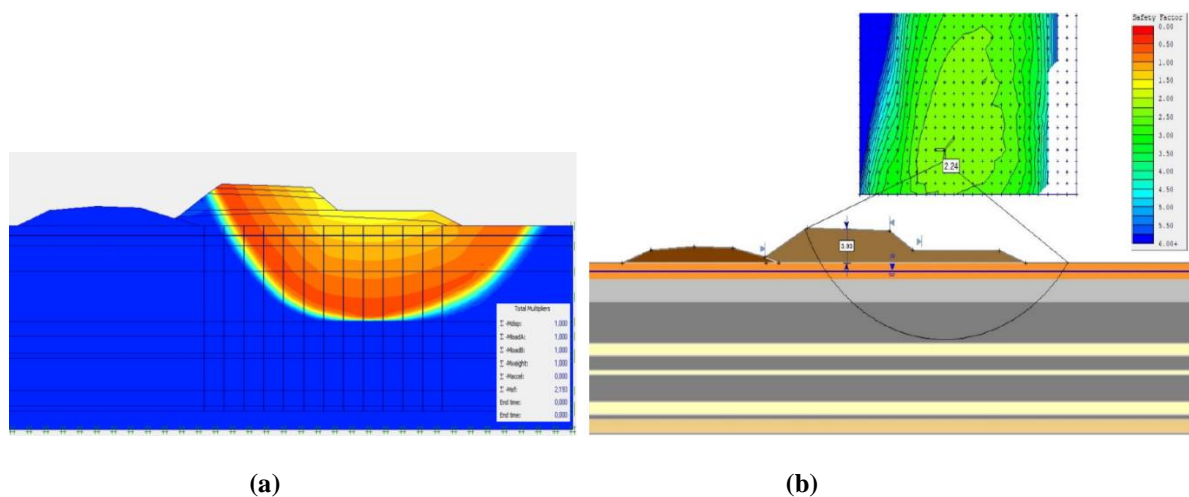 Safety Factor
0.00
0.50
1.00
1.50
2.00
2.50
3.00
3.50
4.00
4.50
5.00
5.50
6.00+
2.24
3.93
Total Multipliers
Σ -Mdisp: 1,000
Σ -MloadA: 1,000
Σ -MloadB: 1,000
Σ -Mweight: 1,000
Σ -Maccel: 0,000
Σ -Msf: 2,193
End time: 0,000
End time: 0,000
(a)
(b)